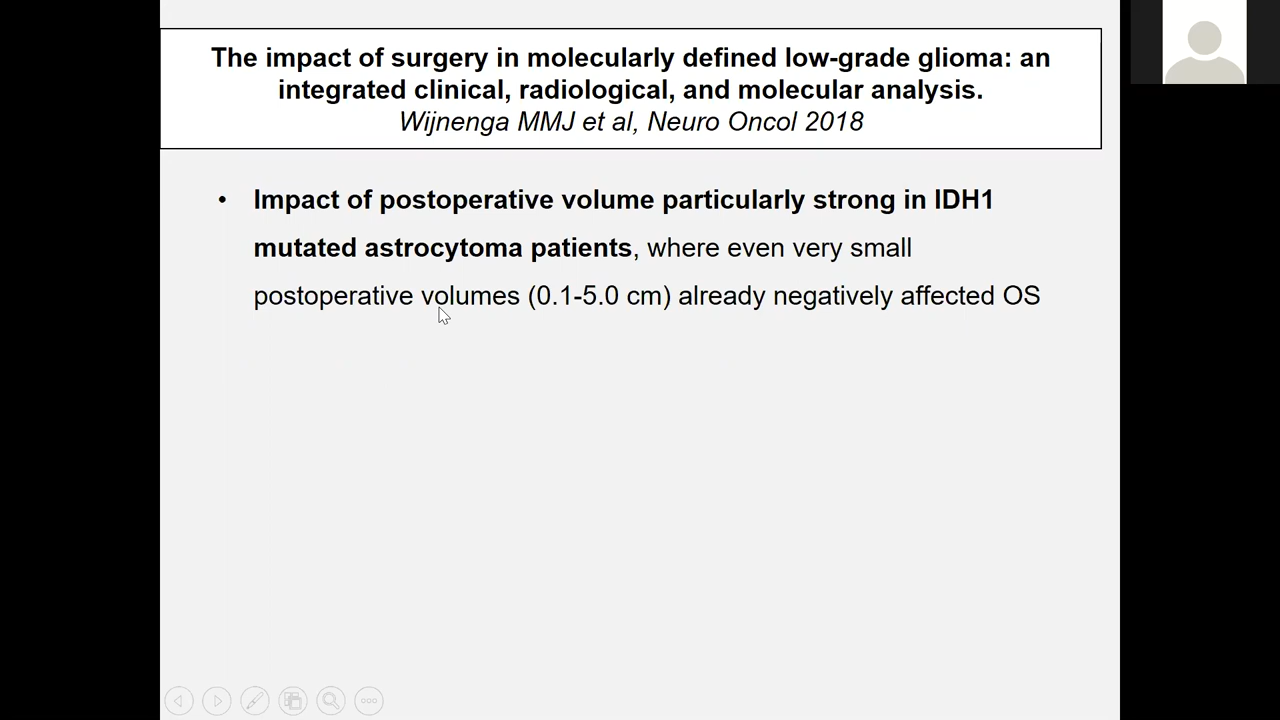 The impact of surgery in molecularly defined low-grade glioma: an
integrated clinical, radiological, and molecular analysis.
Wijnenga MMJ et al, Neuro Oncol 2018
• Impact of postoperative volume particularly strong in IDH1
mutated astrocytoma patients, where even very small
postoperative volumes (0.1-5.0 cm) already negatively affected OS